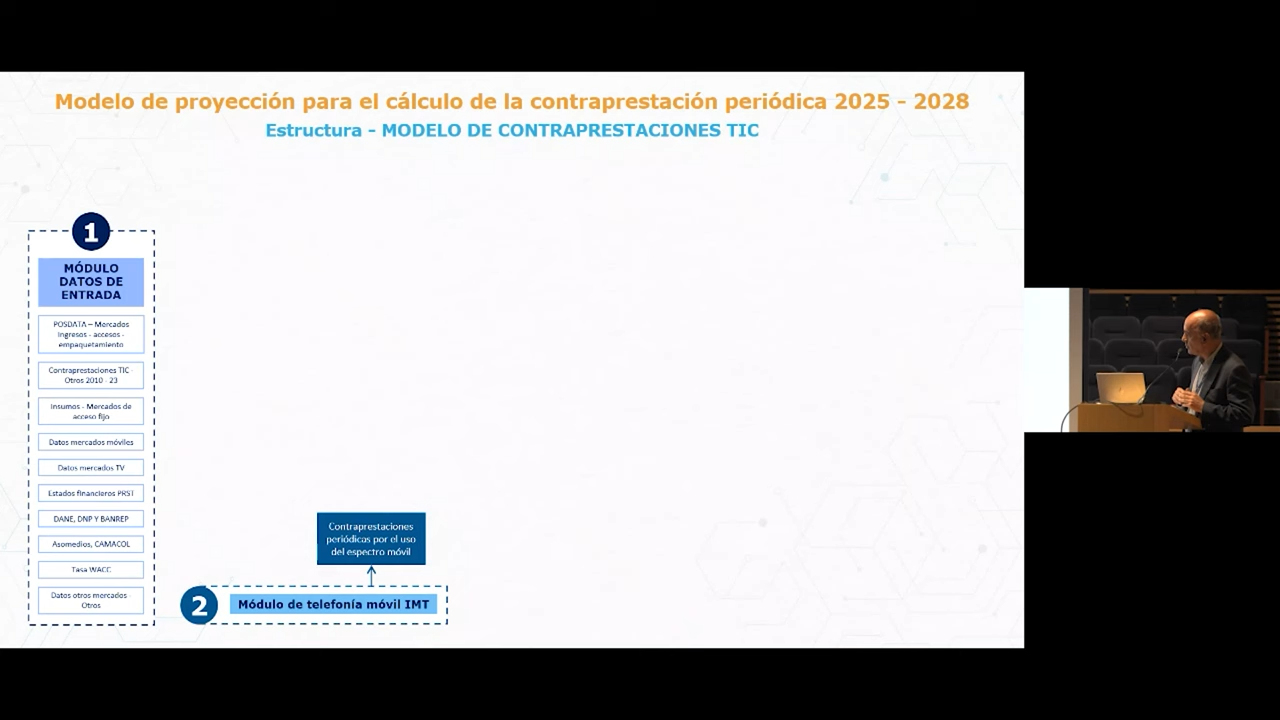 Modelo de proyección para el cálculo de la contraprestación periódica 2025 - 2028
Estructura - MODELO DE CONTRAPRESTACIONES TIC
1
MÓDULO
DATOS DE
ENTRADA
POSDATA – Mercados
Ingresos - accesos -
empaquetamiento
Contraprestaciones TIC -
Otros 2010 - 23
Insumos - Mercados de
acceso fijo
Datos mercados móviles
Datos mercados TV
Estados financieros PRST
DANE, DNP Y BANREP
Asomedios, CAMACOL
Tasa WACC
Datos otros mercados -
Otros
Contraprestaciones
periódicas por el uso
del espectro móvil
2
Módulo de telefonía móvil IMT